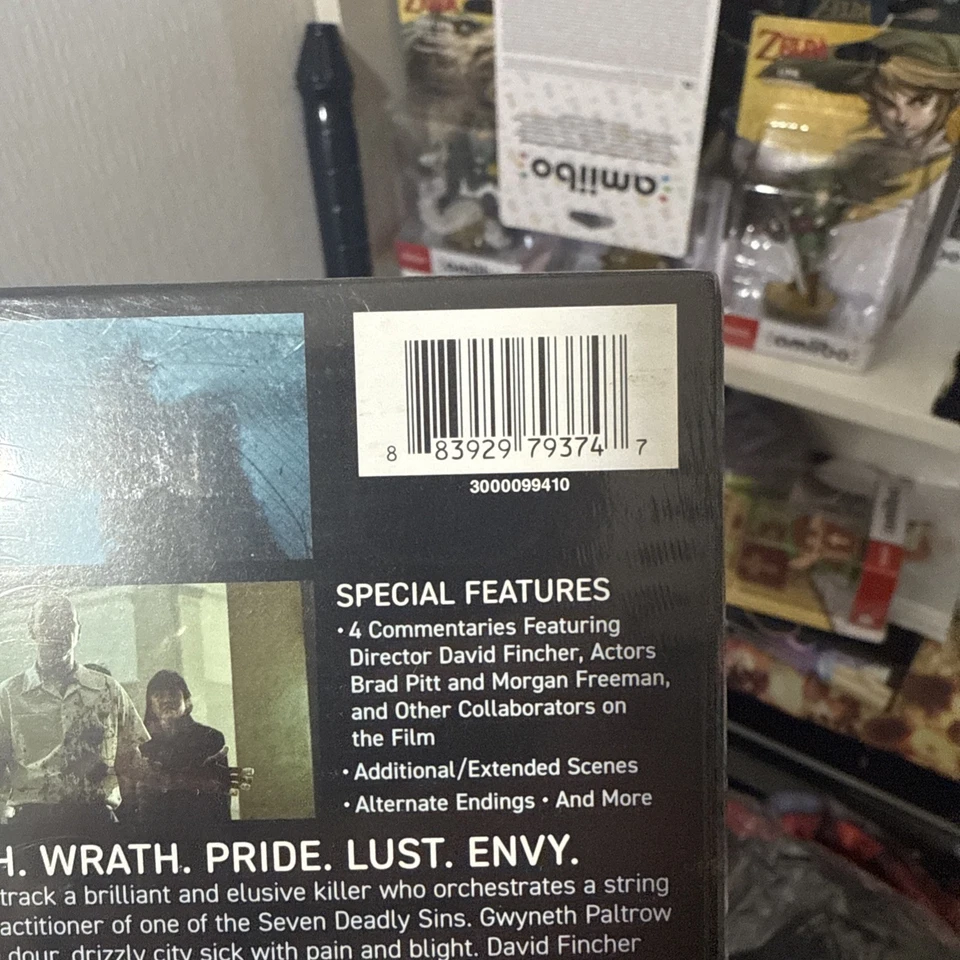 ZELDA
amiibo
amiibo
8 83929 79374 7
3000099410
SPECIAL FEATURES
• 4 Commentaries Featuring
Director David Fincher, Actors
Brad Pitt and Morgan Freeman,
and Other Collaborators on
the Film
• Additional/Extended Scenes
• Alternate Endings • And More
H. WRATH. PRIDE. LUST. ENVY.
track a brilliant and elusive killer who orchestrates a string
actitioner of one of the Seven Deadly Sins. Gwyneth Paltrow
dour, drizzly city sick with pain and blight. David Fincher